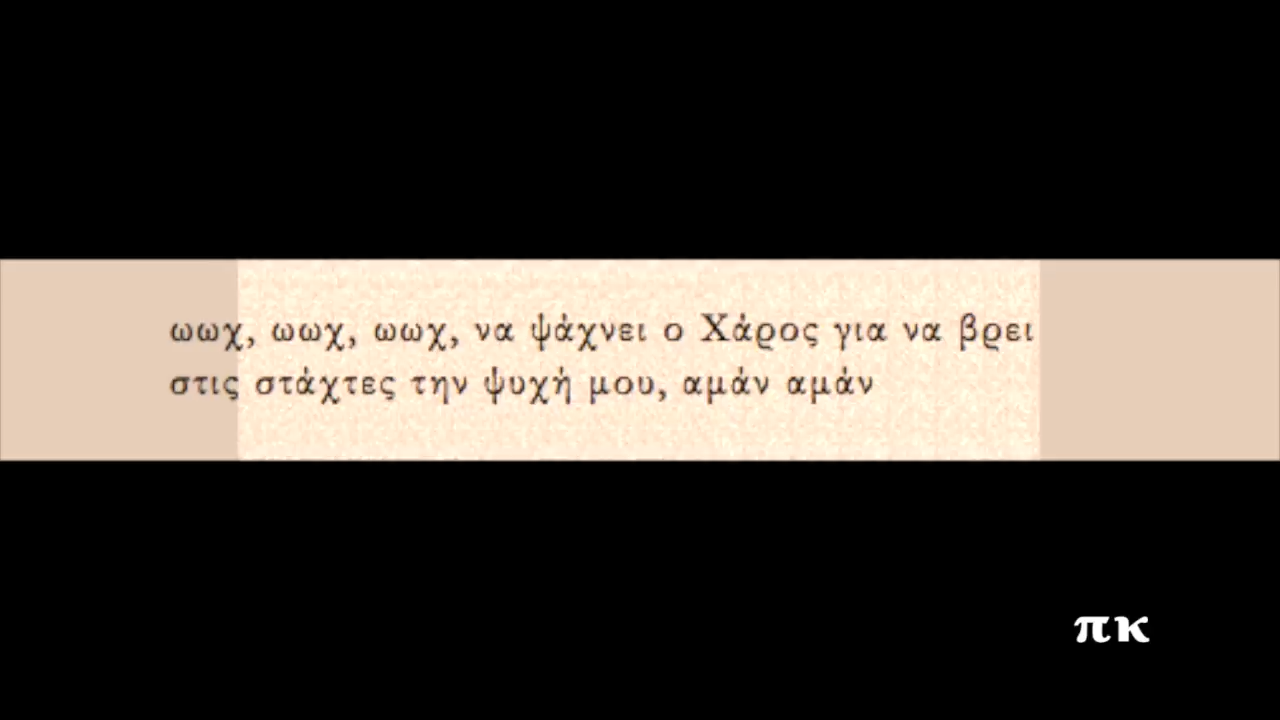 ωωχ, ωωχ, ωωχ, να ψάχνει ο Χάρος για να βρει
στις στάχτες την ψυχή μου, αμάν αμάν
πκ